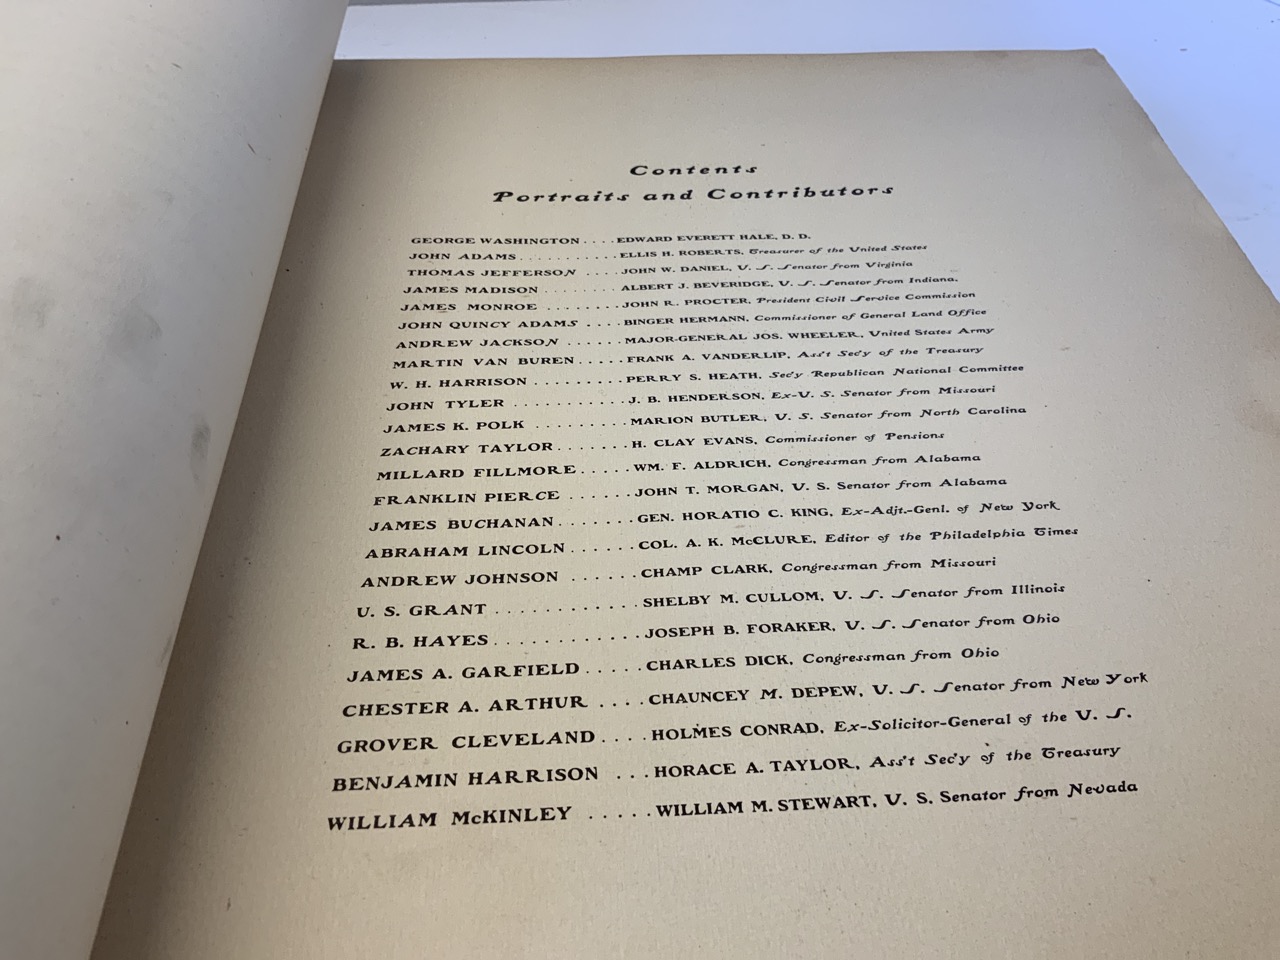 Contents
Portraits and Contributors
GEORGE WASHINGTON . . . . EDWARD EVERETT HALE, D. D.
JOHN ADAMS . . . . . . . . . . . ELLIS H. ROBERTS, Treasurer of the United States
THOMAS JEFFERSON . . . . JOHN W. DANIEL, U. S. Senator from Virginia
JAMES MADISON . . . . . . . . ALBERT J. BEVERIDGE, U. S. Senator from Indiana.
JAMES MONROE . . . . . . . . JOHN R. PROCTER, President Civil Service Commission
JOHN QUINCY ADAMS . . . . BINGER HERMANN, Commissioner of General Land Office
ANDREW JACKSON . . . . . . MAJOR-GENERAL JOS. WHEELER, United States Army
MARTIN VAN BUREN . . . . . FRANK A. VANDERLIP, Ass't Sec'y of the Treasury
W. H. HARRISON . . . . . . . . . PERRY S. HEATH, Sec'y Republican National Committee
JOHN TYLER . . . . . . . . . . . J. B. HENDERSON, Ex-U. S. Senator from Missouri
JAMES K. POLK . . . . . . . . . MARION BUTLER, U. S. Senator from North Carolina
ZACHARY TAYLOR . . . . . . . H. CLAY EVANS, Commissioner of Pensions
MILLARD FILLMORE . . . . . WM. F. ALDRICH, Congressman from Alabama
FRANKLIN PIERCE . . . . . . JOHN T. MORGAN, U. S. Senator from Alabama
JAMES BUCHANAN . . . . . . . GEN. HORATIO C. KING, Ex-Adjt.-Genl. of New York
ABRAHAM LINCOLN . . . . . . COL. A. K. McCLURE, Editor of the Philadelphia Times
ANDREW JOHNSON . . . . . . CHAMP CLARK, Congressman from Missouri
U. S. GRANT . . . . . . . . . . . . SHELBY M. CULLOM, U. S. Senator from Illinois
R. B. HAYES . . . . . . . . . . . . JOSEPH B. FORAKER, U. S. Senator from Ohio
JAMES A. GARFIELD . . . . . CHARLES DICK, Congressman from Ohio
CHESTER A. ARTHUR . . . . CHAUNCEY M. DEPEW, U. S. Senator from New York
GROVER CLEVELAND . . . . HOLMES CONRAD, Ex-Solicitor-General of the U. S.
BENJAMIN HARRISON . . . HORACE A. TAYLOR, Ass't Sec'y of the Treasury
WILLIAM McKINLEY . . . . . WILLIAM M. STEWART, U. S. Senator from Nevada